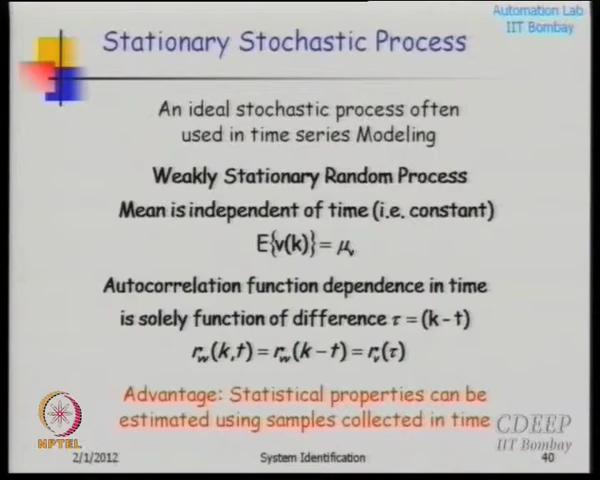 Automation Lab
IIT Bombay
Stationary Stochastic Process
An ideal stochastic process often
used in time series Modeling
Weakly Stationary Random Process
Mean is independent of time (i.e. constant)
E{v(k)} = μᵥ
Autocorrelation function dependence in time
is solely function of difference τ = (k - t)
r_vv(k,t) = r_vv(k - t) = r_v(τ)
Advantage: Statistical properties can be
estimated using samples collected in time
NPTEL
CDEEP
IIT Bombay
2/1/2012
System Identification
40